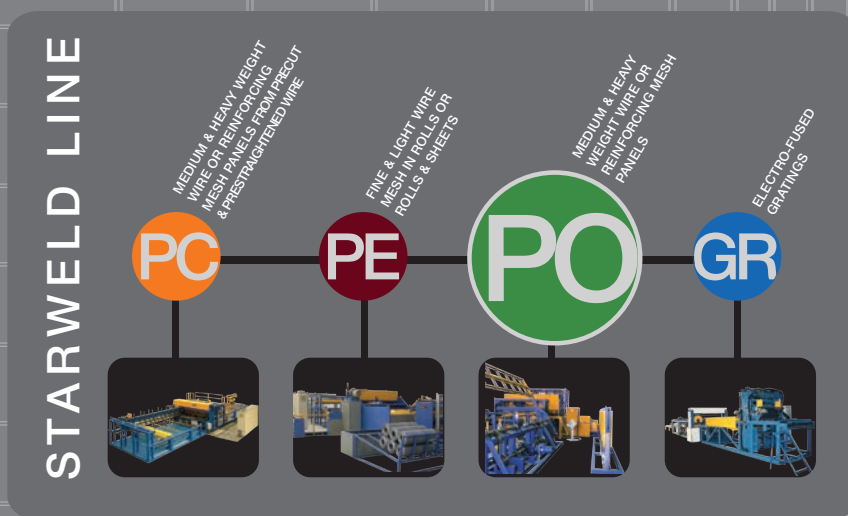 STARWELD LINE
MEDIUM & HEAVY WEIGHT
WIRE OR REINFORCING
MESH PANELS FROM PRECUT
& PRESTRAIGHTENED WIRE
FINE & LIGHT WIRE
MESH IN ROLLS OR
ROLLS & SHEETS
MEDIUM & HEAVY
WEIGHT WIRE OR
REINFORCING MESH
PANELS
ELECTRO-FUSED
GRATINGS
PC
PE
PO
GR